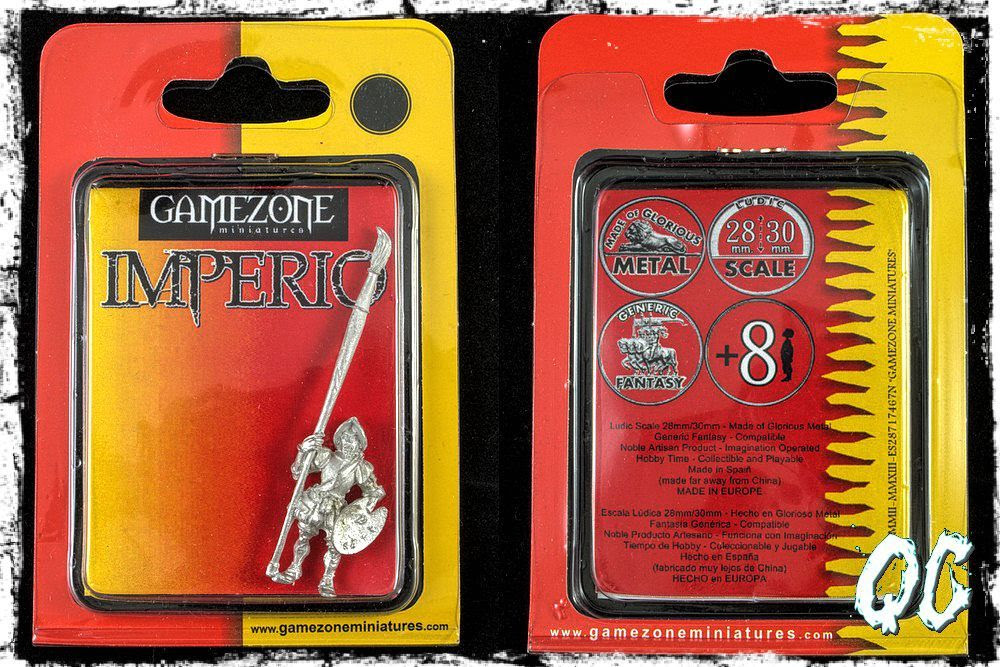 GAMEZONE
miniatures
IMPERIO
www.gamezoneminiatures.com
MADE OF GLORIOUS
METAL
LUDIC
28 30
mm. mm.
SCALE
GENERIC
FANTASY
+8
Ludic Scale 28mm/30mm - Made of Glorious Metal
Generic Fantasy - Compatible
Noble Artisan Product - Imagination Operated
Hobby Time - Collectible and Playable
Made in Spain
(made far away from China)
MADE IN EUROPE
Escala Lúdica 28mm/30mm - Hecho en Glorioso Metal
Fantasía Generica - Compatible
Noble Producto Artesano - Funciona con Imaginación
Tiempo de Hobby - Coleccionable y Jugable
Hecho en España
(fabricado muy lejos de China)
HECHO en EUROPA
MMII-MMXIII-ES28717467N "GAMEZONE MINIATURES"
www.gamezoneminiatures.com
QC